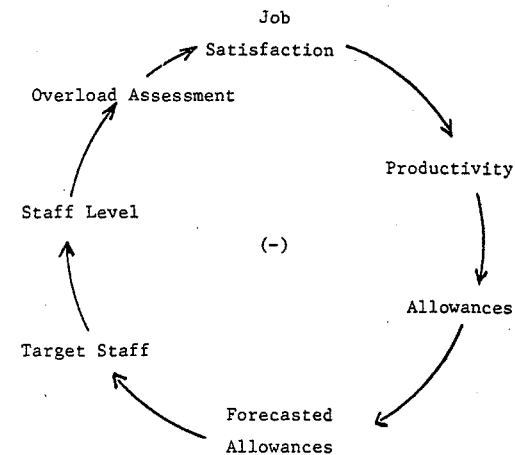 Job
Satisfaction
Overload Assessment
Productivity
Staff Level
(-)
Allowances
Target Staff
Forecasted
Allowances